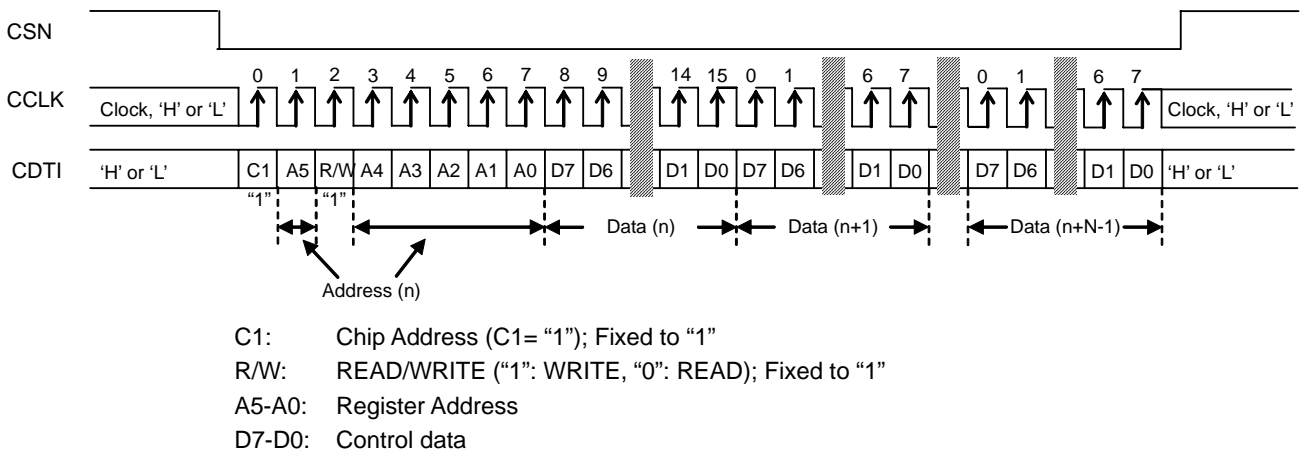 CSN
0 1 2 3 4 5 6 7 8 9 14 15 0 1 6 7 0 1 6 7
CCLK Clock, 'H' or 'L' Clock, 'H' or 'L'
CDTI 'H' or 'L' C1 A5 R/W A4 A3 A2 A1 A0 D7 D6 D1 D0 D7 D6 D1 D0 D7 D6 D1 D0 'H' or 'L'
“1” “1”
Data (n) Data (n+1) Data (n+N-1)
Address (n)
C1: Chip Address (C1= “1”); Fixed to “1”
R/W: READ/WRITE (“1”: WRITE, “0”: READ); Fixed to “1”
A5-A0: Register Address
D7-D0: Control data